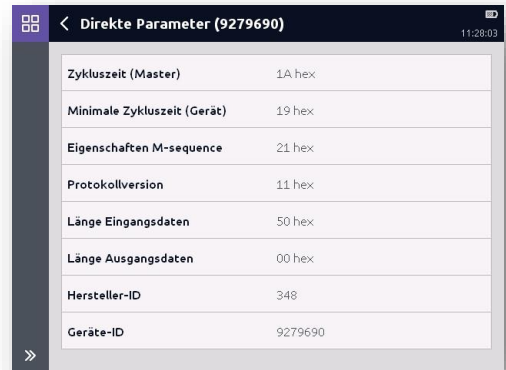 Direkte Parameter (9279690)
11:28:03
Zykluszeit (Master) 1A hex
Minimale Zykluszeit (Gerät) 19 hex
Eigenschaften M-sequence 21 hex
Protokollversion 11 hex
Länge Eingangsdaten 50 hex
Länge Ausgangsdaten 00 hex
Hersteller-ID 348
Geräte-ID 9279690